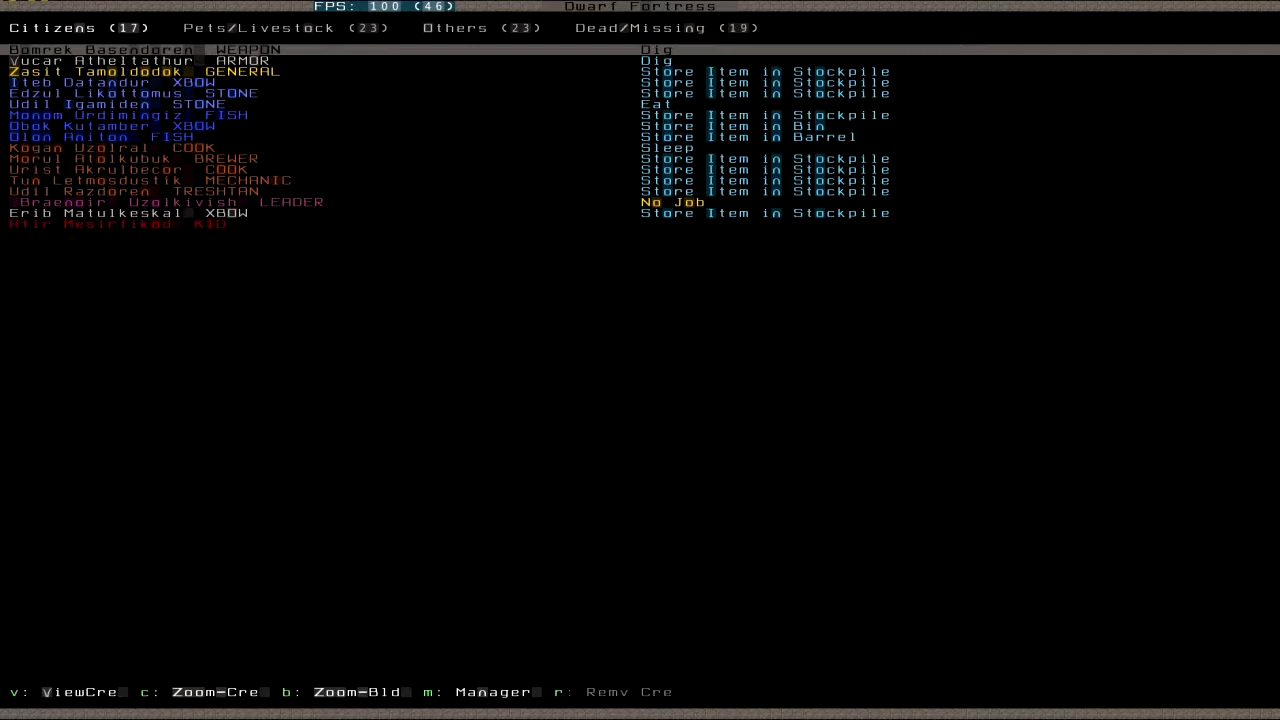 FPS: 100 (46) Dwarf Fortress
Citizens (17) Pets/Livestock (23) Others (23) Dead/Missing (19)
Bomrek Basendoren WEAPON Dig
Vucar Atheltathur ARMOR Dig
Zasit Tamoldodok GENERAL Store Item in Stockpile
Iteb Datandur XBOW Store Item in Stockpile
Edzul Likottomus STONE Store Item in Stockpile
Udil Igamiden STONE Eat
Monom Urdimingiz FISH Store Item in Stockpile
Obok Kutamber XBOW Store Item in Bin
Olon Aniton FISH Store Item in Barrel
Kogan Uzolral COOK Sleep
Morul Atolkubuk BREWER Store Item in Stockpile
Urist Akrulbecor COOK Store Item in Stockpile
Tun Letmosdustik MECHANIC Store Item in Stockpile
Udil Razdoren TRESHTAN Store Item in Stockpile
Braenoir Uzolkivish LEADER No Job
Erib Matulkeskal XBOW Store Item in Stockpile
Atir Mesirfikod KID
v: ViewCre c: Zoom-Cre b: Zoom-Bld m: Manager r: Remv Cre